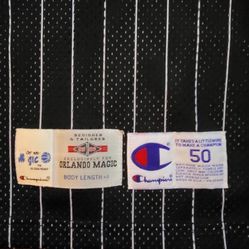 DESIGNED
& TAILORED
EXCLUSIVELY FOR
ORLANDO MAGIC
BODY LENGTH +3
Champion
IT TAKES A LITTLE MORE
TO MAKE A CHAMPION
50
Champion